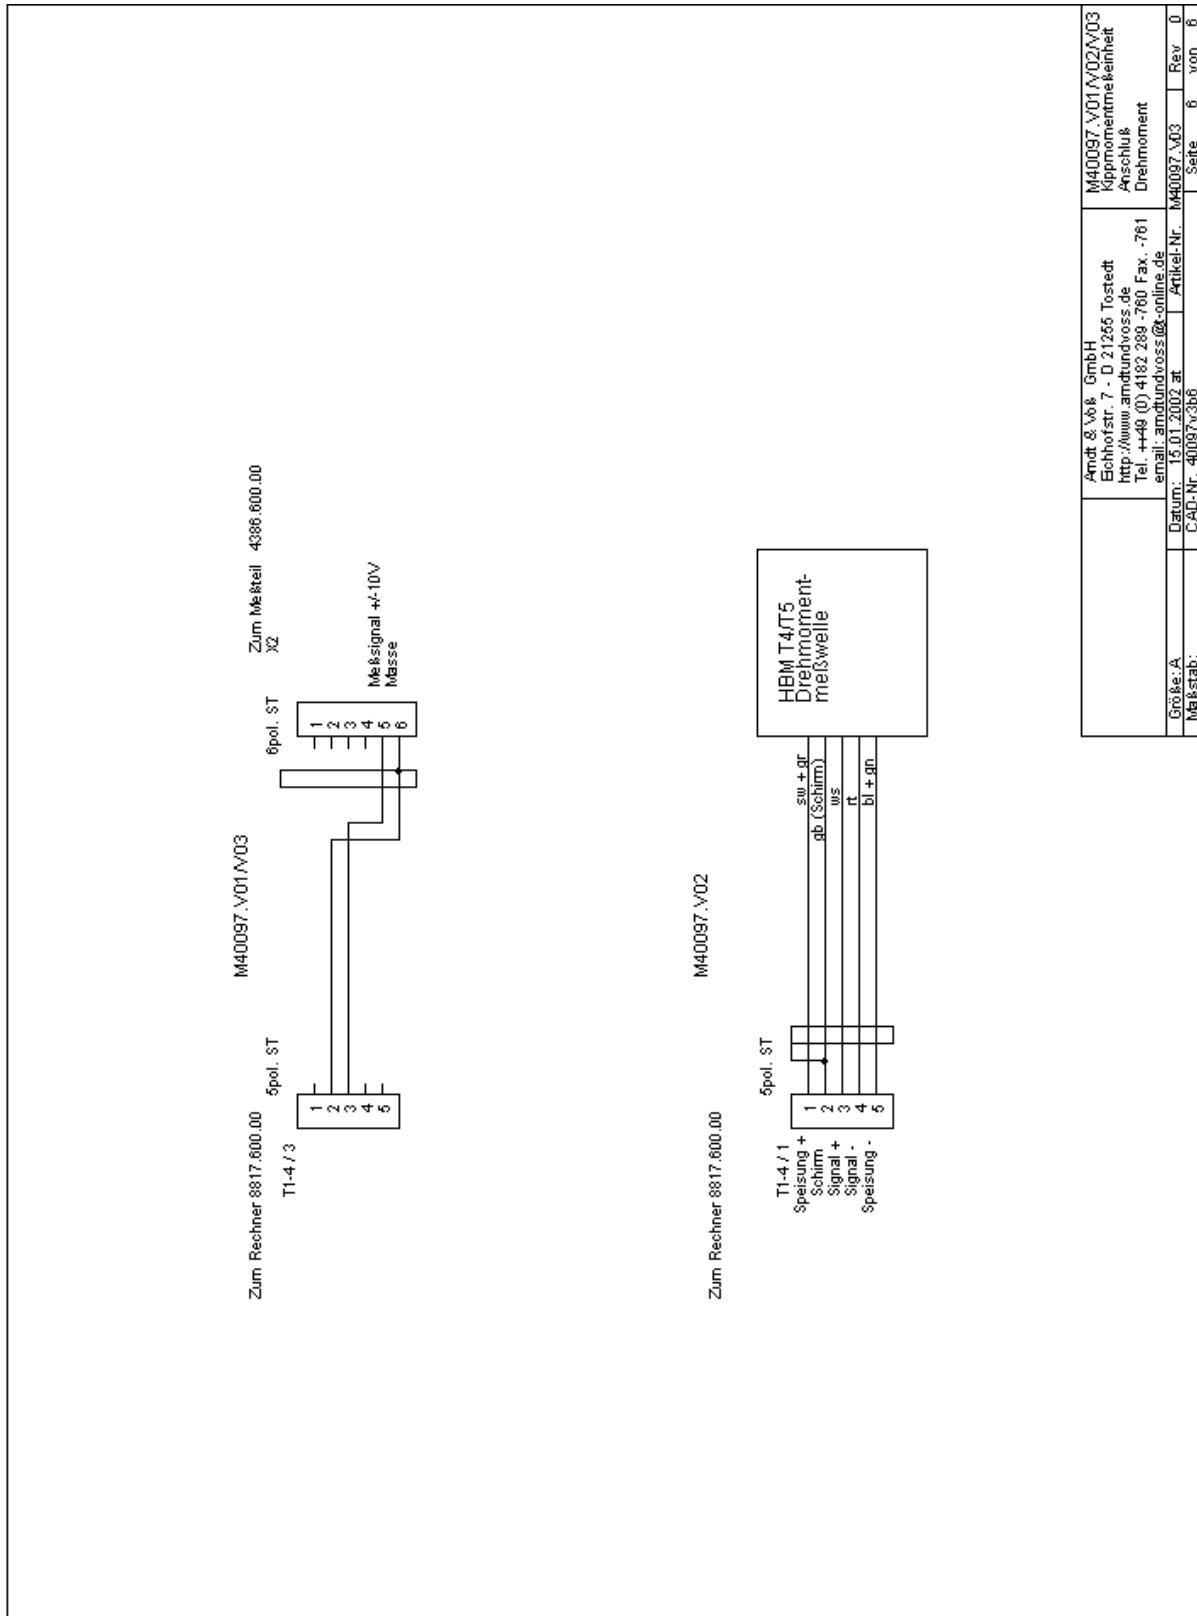 M40097.V01/V03
Zum Rechner 8817.600.00
5pol. ST
T1-4 / 3
1
2
3
4
5
Zum Meßteil 4386.600.00
X2
6pol. ST
1
2
3
4
5
6
Meßsignal +/-10V
Masse
M40097.V02
Zum Rechner 8817.600.00
5pol. ST
T1-4 / 1
Speisung +
Schirm
Signal +
Signal -
Speisung -
1
2
3
4
5
sw + gr
gb (Schirm)
ws
rt
bl + gn
HBM T4/T5
Drehmoment-
meßwelle
Arndt & Voß GmbH
Eichhofstr. 7 - D 21255 Tostedt
http://www.arndtundvoss.de
Tel. ++49 (0) 4182 289 -760 Fax. -761
email: arndtundvoss@t-online.de
M40097.V01/V02/V03
Kippmomentmeßeinheit
Anschluß
Drehmoment
Größe: A
Datum: 15.01.2002 at
Artikel-Nr. M40097.V03
Rev 0
Maßstab:
CAD-Nr. 40097v3b6
Seite 6 von 6